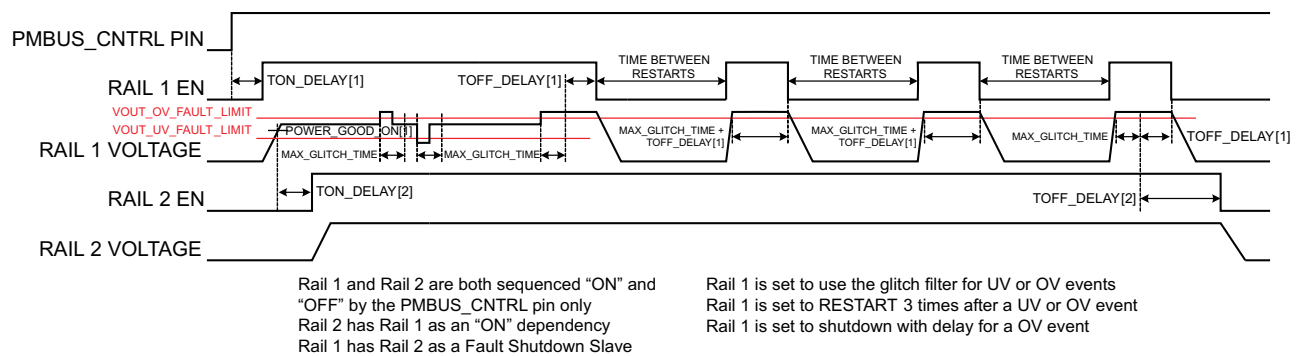 PMBUS_CNTRL PIN
RAIL 1 EN
TON_DELAY[1]
TOFF_DELAY[1]
TIME BETWEEN
RESTARTS
TIME BETWEEN
RESTARTS
TIME BETWEEN
RESTARTS
VOUT_OV_FAULT_LIMIT
VOUT_UV_FAULT_LIMIT
POWER_GOOD_ON[1]
RAIL 1 VOLTAGE
MAX_GLITCH_TIME
MAX_GLITCH_TIME
MAX_GLITCH_TIME +
TOFF_DELAY[1]
MAX_GLITCH_TIME +
TOFF_DELAY[1]
MAX_GLITCH_TIME
TOFF_DELAY[1]
RAIL 2 EN
TON_DELAY[2]
TOFF_DELAY[2]
RAIL 2 VOLTAGE
Rail 1 and Rail 2 are both sequenced “ON” and
“OFF” by the PMBUS_CNTRL pin only
Rail 2 has Rail 1 as an “ON” dependency
Rail 1 has Rail 2 as a Fault Shutdown Slave
Rail 1 is set to use the glitch filter for UV or OV events
Rail 1 is set to RESTART 3 times after a UV or OV event
Rail 1 is set to shutdown with delay for a OV event